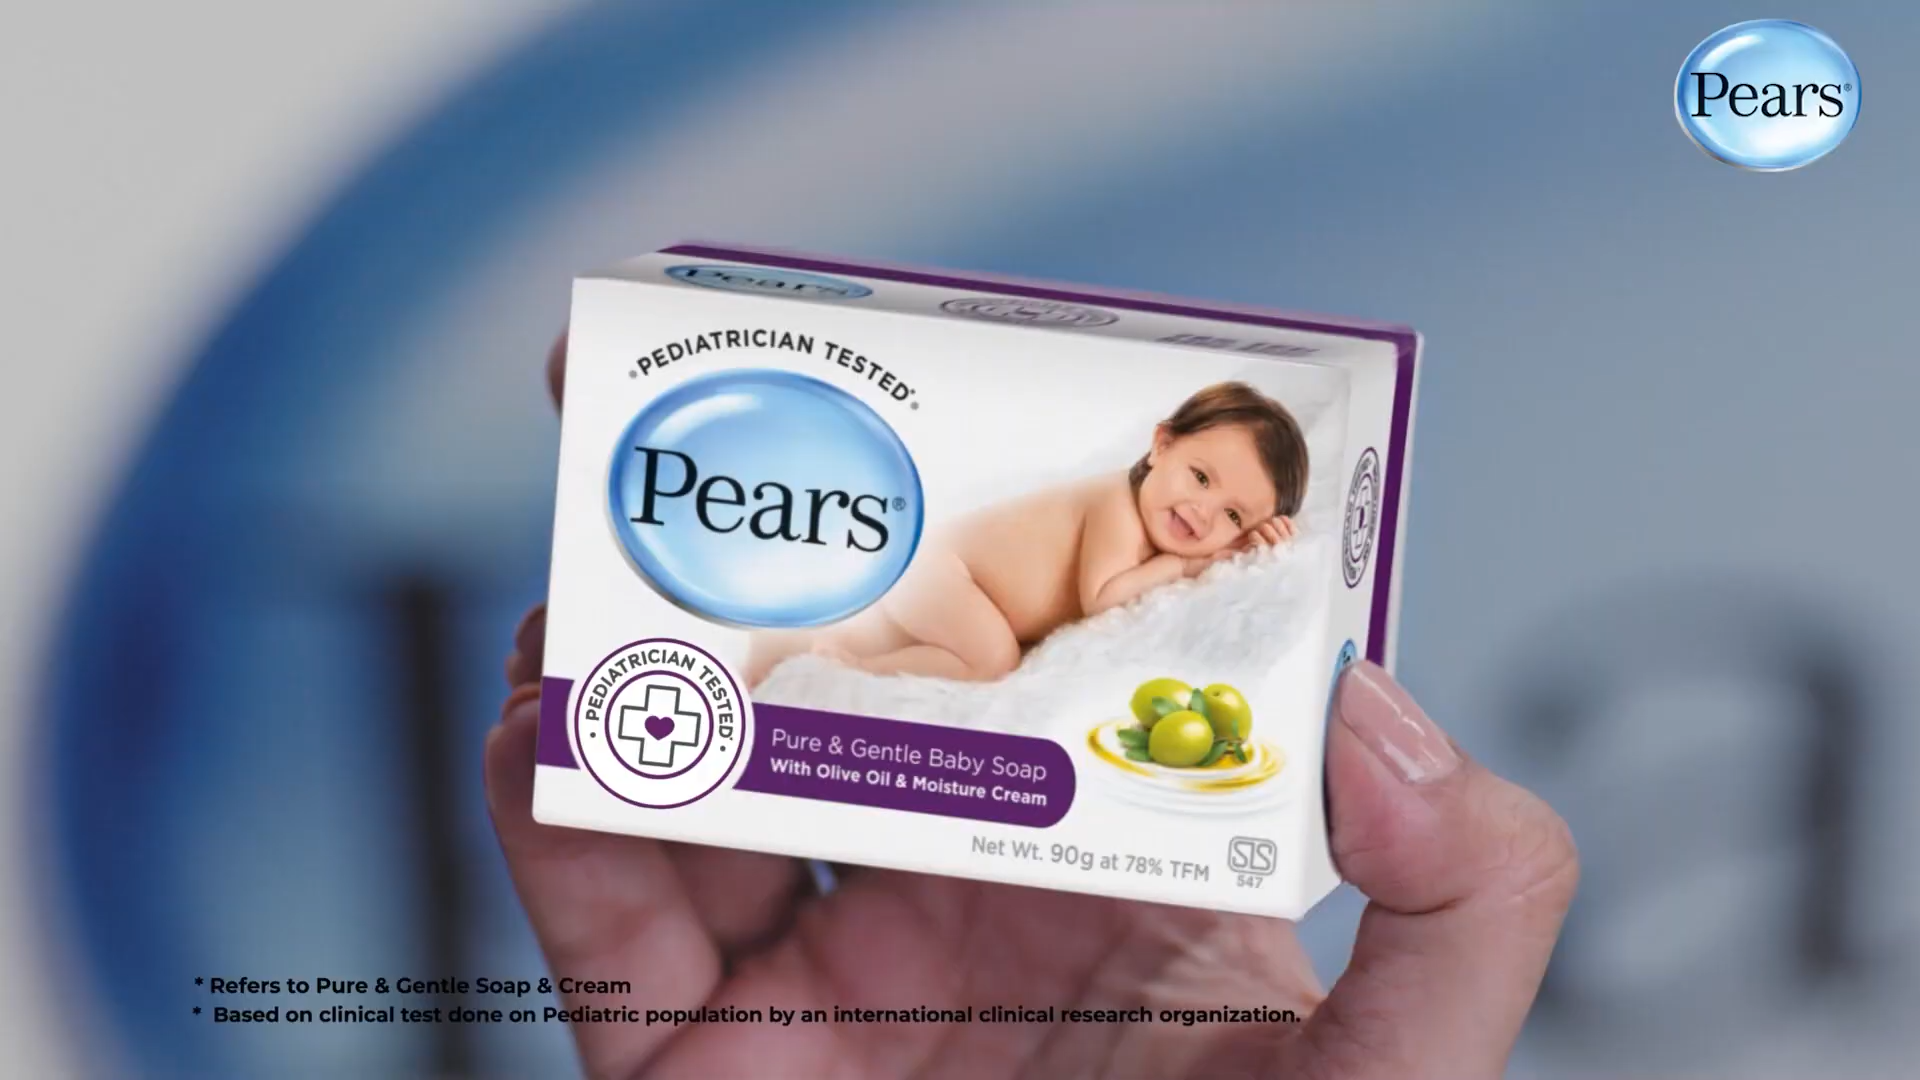 Pears®
Pears
PEDIATRICIAN TESTED*
Pears®
PEDIATRICIAN TESTED*
Pure & Gentle Baby Soap
With Olive Oil & Moisture Cream
Net Wt. 90g at 78% TFM
SLS
547
* Refers to Pure & Gentle Soap & Cream
* Based on clinical test done on Pediatric population by an international clinical research organization.